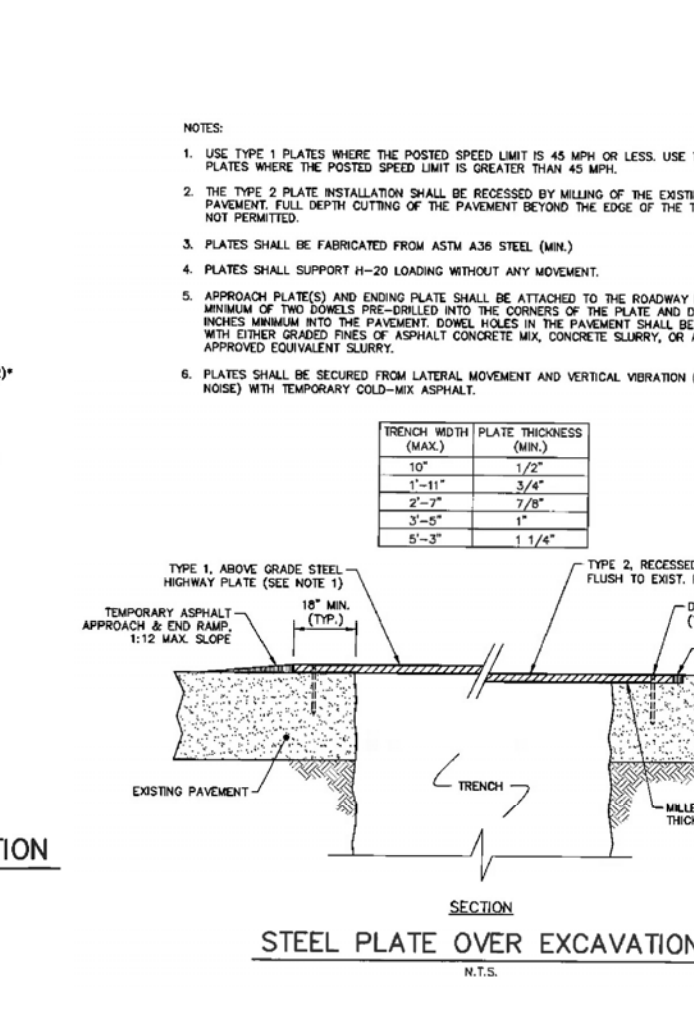 NOTES:
1. USE TYPE 1 PLATES WHERE THE POSTED SPEED LIMIT IS 45 MPH OR LESS. USE
PLATES WHERE THE POSTED SPEED LIMIT IS GREATER THAN 45 MPH.
2. THE TYPE 2 PLATE INSTALLATION SHALL BE RECESSED BY MILLING OF THE EXISTI
PAVEMENT. FULL DEPTH CUTTING OF THE PAVEMENT BEYOND THE EDGE OF THE T
NOT PERMITTED.
3. PLATES SHALL BE FABRICATED FROM ASTM A36 STEEL (MIN.)
4. PLATES SHALL SUPPORT H-20 LOADING WITHOUT ANY MOVEMENT.
5. APPROACH PLATE(S) AND ENDING PLATE SHALL BE ATTACHED TO THE ROADWAY
MINIMUM OF TWO DOWELS PRE-DRILLED INTO THE CORNERS OF THE PLATE AND D
INCHES MINIMUM INTO THE PAVEMENT. DOWEL HOLES IN THE PAVEMENT SHALL BE
WITH EITHER GRADED FINES OF ASPHALT CONCRETE MIX, CONCRETE SLURRY, OR A
APPROVED EQUIVALENT SLURRY.
)*
6. PLATES SHALL BE SECURED FROM LATERAL MOVEMENT AND VERTICAL VIBRATION (
NOISE) WITH TEMPORARY COLD-MIX ASPHALT.
TRENCH WIDTH PLATE THICKNESS
(MAX.) (MIN.)
10" 1/2"
1'-11" 3/4"
2'-7" 7/8"
3'-5" 1"
5'-3" 1 1/4"
TYPE 1, ABOVE GRADE STEEL
HIGHWAY PLATE (SEE NOTE 1)
TYPE 2, RECESSED
FLUSH TO EXIST.
18" MIN.
(TYP.)
TEMPORARY ASPHALT
APPROACH & END RAMP,
1:12 MAX. SLOPE
D
(
EXISTING PAVEMENT
TRENCH
MILLE
THICK
TION
SECTION
STEEL PLATE OVER EXCAVATION
N.T.S.